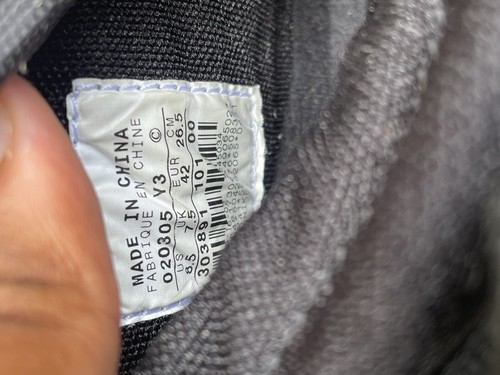 MADE IN CHINA
FABRIQUE EN CHINE
020305 V3 ©
US UK EUR CM
8.5 7.5 42 26.5
303891 101 00